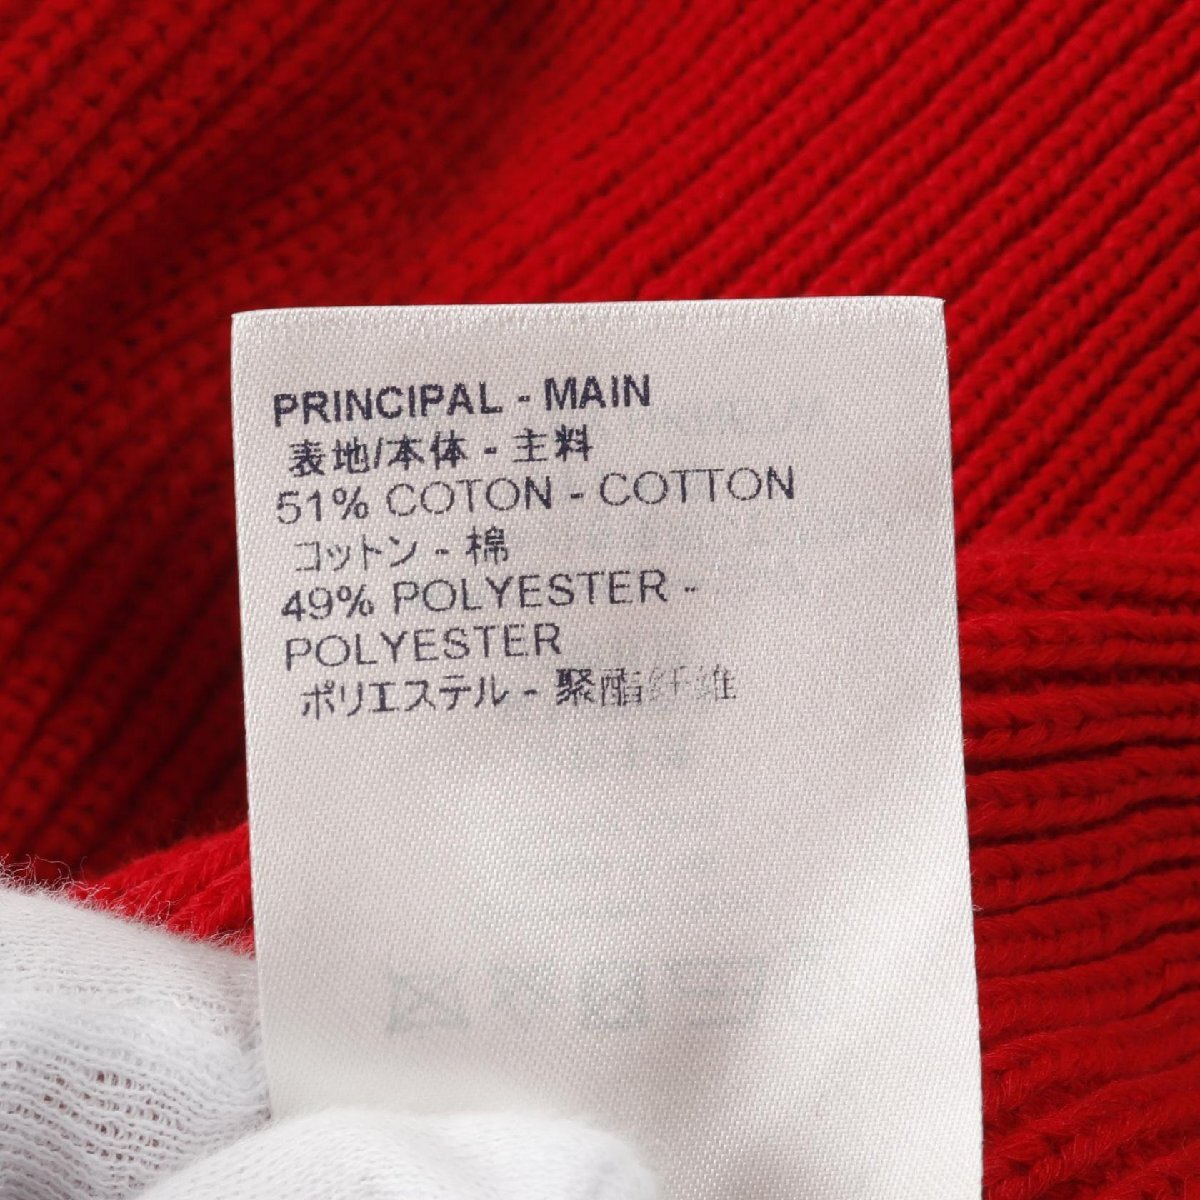 PRINCIPAL - MAIN
表地/本体 - 主料
51% COTON - COTTON
コットン - 棉
49% POLYESTER -
POLYESTER
ポリエステル - 聚酯纤维